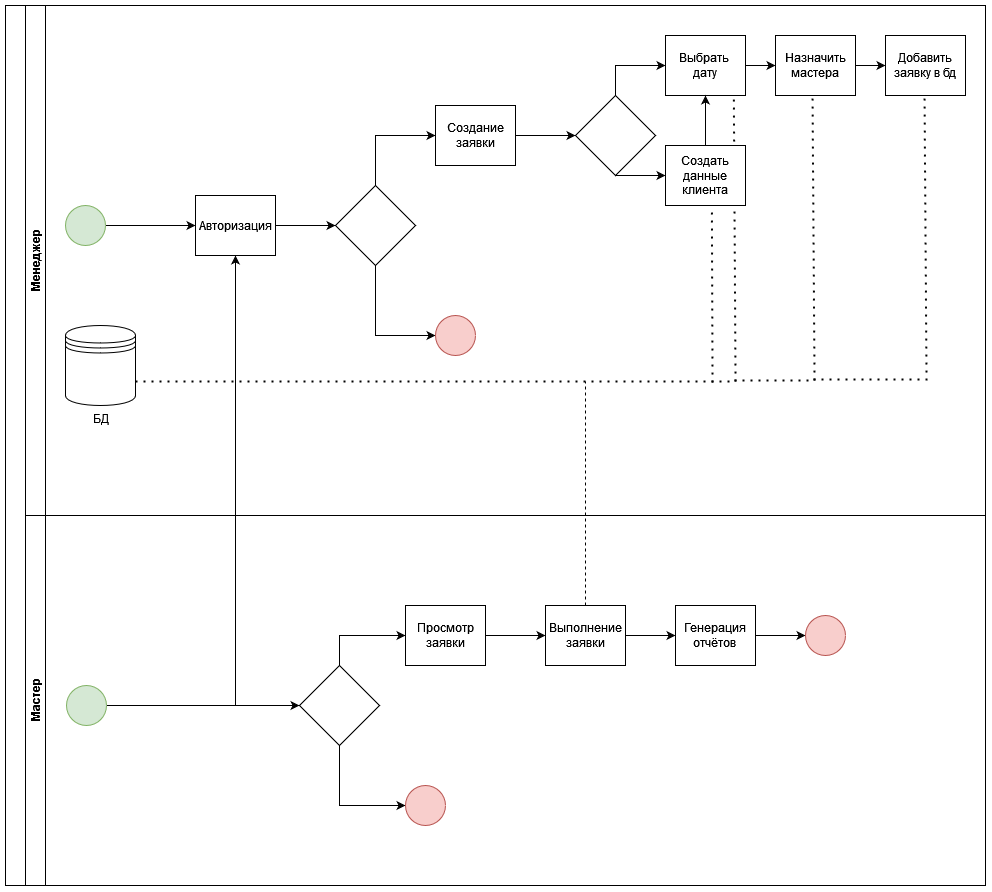 Менеджер
Выбрать
дату
Назначить
мастера
Добавить
заявку в бд
Создание
заявки
Создать
данные
клиента
Авторизация
БД
Мастер
Просмотр
заявки
Выполнение
заявки
Генерация
отчётов